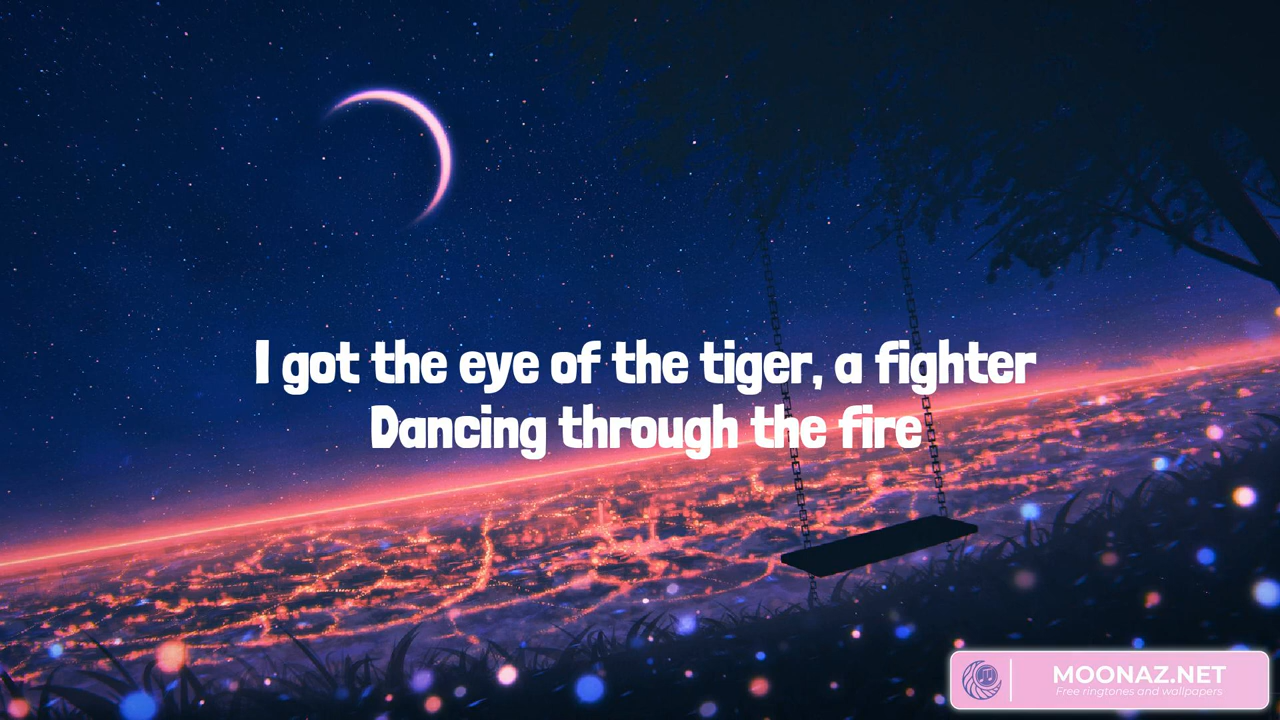 I got the eye of the tiger, a fighter
Dancing through the fire
MOONAZ.NET
Free ringtones and wallpapers